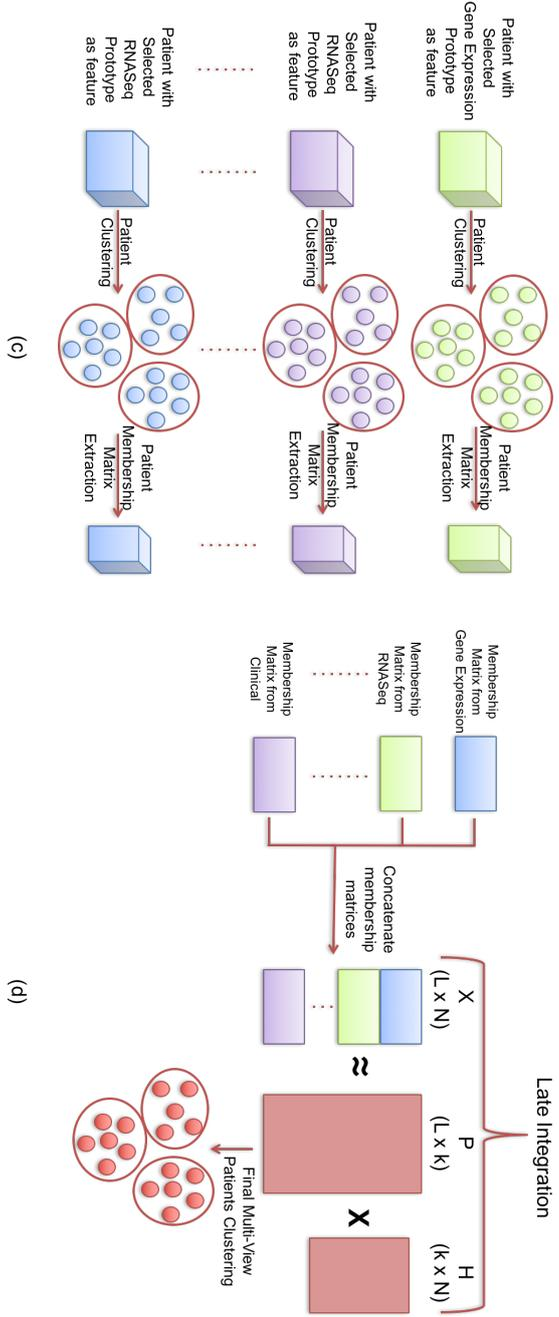 Patient with
Selected
Gene Expression
Prototype
as feature
Patient
Clustering
Patient
Membership
Matrix
Extraction
Patient with
Selected
RNASeq
Prototype
as feature
Patient
Clustering
Patient
Membership
Matrix
Extraction
Patient with
Selected
RNASeq
Prototype
as feature
Patient
Clustering
Patient
Membership
Matrix
Extraction
(c)
Late Integration
Membership
Matrix from
Gene Expression
Membership
Matrix from
RNASeq
Membership
Matrix from
Clinical
Concatenate
membership
matrices
X
(L x N)
≈
P
(L x k)
X
H
(k x N)
Final Multi-View
Patients Clustering
(d)